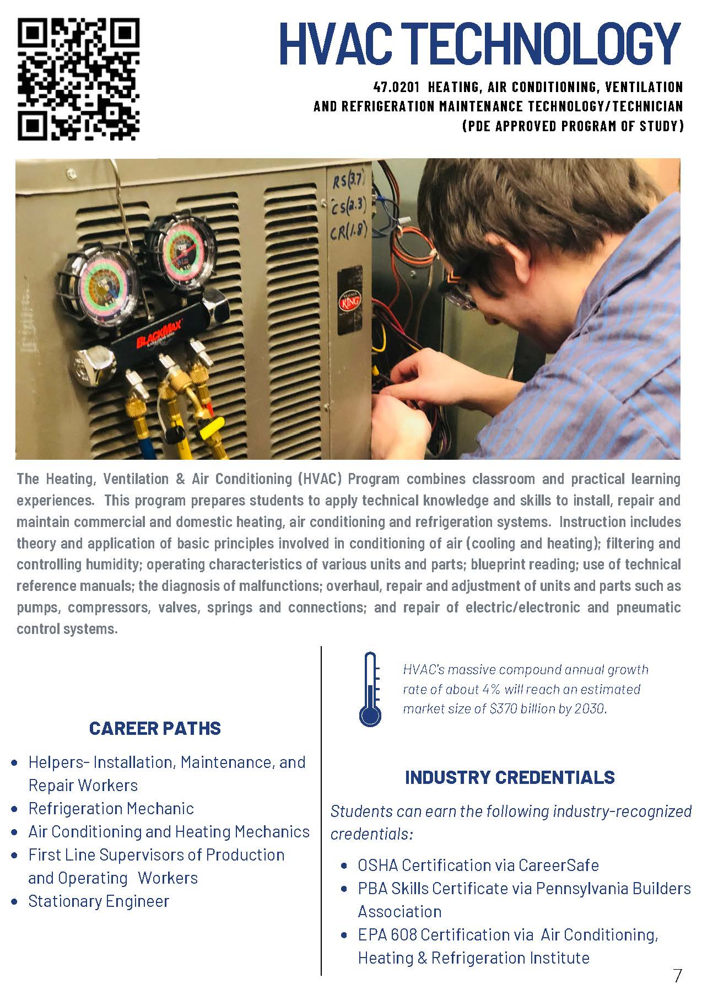 HVAC TECHNOLOGY
47.0201 HEATING, AIR CONDITIONING, VENTILATION
AND REFRIGERATION MAINTENANCE TECHNOLOGY/TECHNICIAN
(PDE APPROVED PROGRAM OF STUDY)
RS(3.7)
CS(2.3)
CR(1.8)
KING
BLACKMAX
The Heating, Ventilation & Air Conditioning (HVAC) Program combines classroom and practical learning
experiences. This program prepares students to apply technical knowledge and skills to install, repair and
maintain commercial and domestic heating, air conditioning and refrigeration systems. Instruction includes
theory and application of basic principles involved in conditioning of air (cooling and heating); filtering and
controlling humidity; operating characteristics of various units and parts; blueprint reading; use of technical
reference manuals; the diagnosis of malfunctions; overhaul, repair and adjustment of units and parts such as
pumps, compressors, valves, springs and connections; and repair of electric/electronic and pneumatic
control systems.
HVAC's massive compound annual growth
rate of about 4% will reach an estimated
market size of $370 billion by 2030.
CAREER PATHS
• Helpers- Installation, Maintenance, and
Repair Workers
• Refrigeration Mechanic
• Air Conditioning and Heating Mechanics
• First Line Supervisors of Production
and Operating Workers
• Stationary Engineer
INDUSTRY CREDENTIALS
Students can earn the following industry-recognized
credentials:
• OSHA Certification via CareerSafe
• PBA Skills Certificate via Pennsylvania Builders
Association
• EPA 608 Certification via Air Conditioning,
Heating & Refrigeration Institute
7